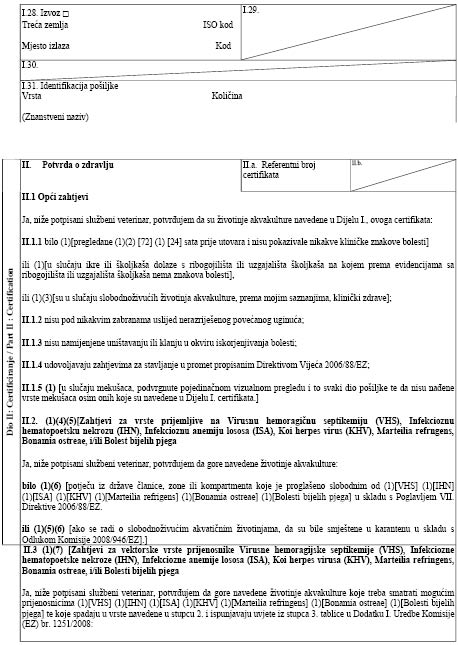 I.28. Izvoz □
Treća zemlja ISO kod
Mjesto izlaza Kod
I.29.
I.30.
I.31. Identifikacija pošiljke
Vrsta Količina
(Znanstveni naziv)
Dio II: Certificiranje / Part II : Certification
II. Potvrda o zdravlju
II.a. Referentni broj
certifikata
II.b.
II.1 Opći zahtjevi
Ja, niže potpisani službeni veterinar, potvrđujem da su životinje akvakulture navedene u Dijelu I., ovoga certifikata:
II.1.1 bilo (1)[pregledane (1)(2) [72] (1) [24] sata prije utovara i nisu pokazivale nikakve kliničke znakove bolesti]
ili (1)[u slučaju ikre ili školjkaša dolaze s ribogojilišta ili uzgajališta školjkaša na kojem prema evidencijama sa
ribogojilišta ili uzgajališta školjkaša nema znakova bolesti],
ili (1)(3)[su u slučaju slobodnoživućih životinja akvakulture, prema mojim saznanjima, klinički zdrave];
II.1.2 nisu pod nikakvim zabranama uslijed nerazriješenog povećanog uginuća;
II.1.3 nisu namijenjene uništavanju ili klanju u okviru iskorjenjivanja bolesti;
II.1.4 udovoljavaju zahtjevima za stavljanje u promet propisanim Direktivom Vijeća 2006/88/EZ;
II.1.5 (1) [u slučaju mekušaca, podvrgnute pojedinačnom vizualnom pregledu i to svaki dio pošiljke te da nisu nađene
vrste mekušaca osim onih koje su navedene u Dijelu I. certifikata.]
II.2. (1)(4)(5)[Zahtjevi za vrste prijemljive na Virusnu hemoragičnu septikemiju (VHS), Infekcioznu
hematopoetsku nekrozu (IHN), Infekcioznu anemiju lososa (ISA), Koi herpes virus (KHV), Marteilia refringens,
Bonamia ostreae, i/ili Bolest bijelih pjega
Ja, niže potpisani službeni veterinar, potvrđujem da gore navedene životinje akvakulture:
bilo (1)(6) [potječu iz države članice, zone ili kompartmenta koje je proglašeno slobodnim od (1)[VHS] (1)[IHN]
(1)[ISA] (1)[KHV] (1)[Marteilia refrigens] (1)[Bonamia ostreae] (1)[Bolesti bijelih pjega] u skladu s Poglavljem VII.
Direktive 2006/88/EZ.
ili (1)(5)(6) [ako se radi o slobodnoživućim akvatičnim životinjama, da su bile smještene u karantenu u skladu s
Odlukom Komisije 2008/946/EZ].]
II.3 (1)(7) [Zahtjevi za vektorske vrste prijenosnike Virusne hemoragijske septikemije (VHS), Infekciozne
hematopoetske nekroze (IHN), Infekciozne anemije lososa (ISA), Koi herpes virusa (KHV), Marteilia refringens,
Bonamia ostreae, i/ili Bolesti bijelih pjega
Ja, niže potpisani službeni veterinar, potvrđujem da gore navedene životinje akvakulture koje treba smatrati mogućim
prijenosnicima (1)[VHS] (1)[IHN] (1)[ISA] (1)[KHV] (1)[Marteilia refringens] (1)[Bonamia ostreae] (1)[Bolesti bijelih
pjega] te koje spadaju u vrste navedene u stupcu 2. i ispunjavaju uvjete iz stupca 3. tablice u Dodatku I. Uredbe Komisije
(EZ) br. 1251/2008: